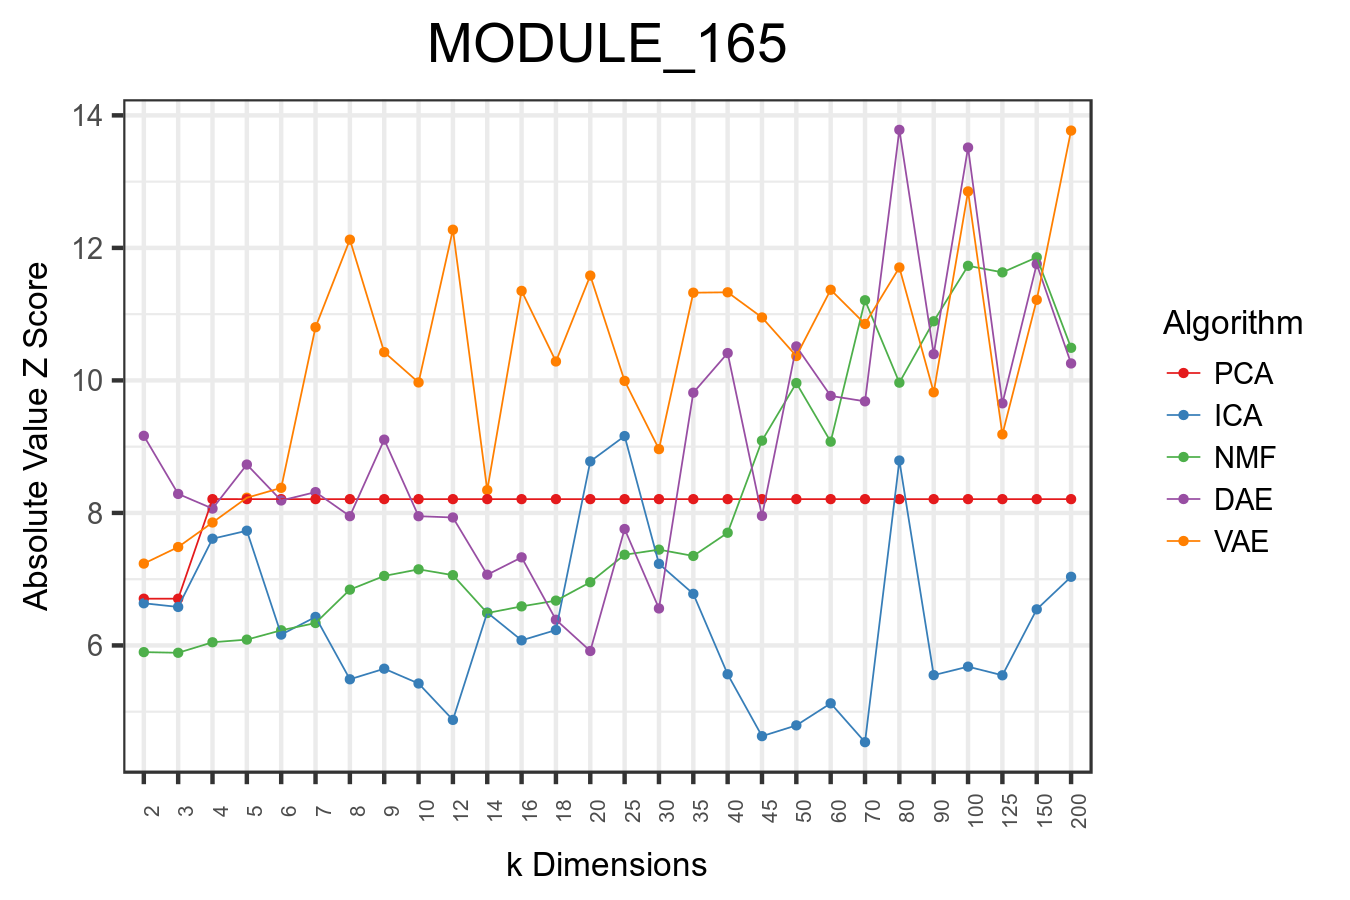 MODULE_165
14
12
10
8
6
Absolute Value Z Score
2 3 4 5 6 7 8 9 10 12 14 16 18 20 25 30 35 40 45 50 60 70 80 90 100 125 150 200
k Dimensions
Algorithm
PCA
ICA
NMF
DAE
VAE